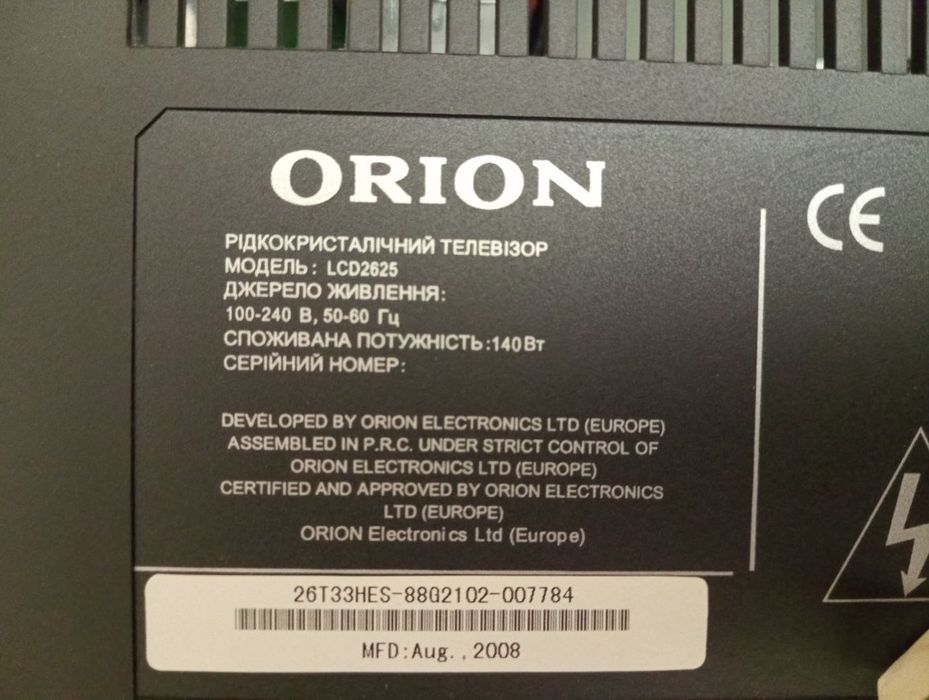 ORION
CE
РІДКОКРИСТАЛІЧНИЙ ТЕЛЕВІЗОР
МОДЕЛЬ: LCD2625
ДЖЕРЕЛО ЖИВЛЕННЯ:
100-240 В, 50-60 Гц
СПОЖИВАНА ПОТУЖНІСТЬ:140Вт
СЕРІЙНИЙ НОМЕР:
DEVELOPED BY ORION ELECTRONICS LTD (EUROPE)
ASSEMBLED IN P.R.C. UNDER STRICT CONTROL OF
ORION ELECTRONICS LTD (EUROPE)
CERTIFIED AND APPROVED BY ORION ELECTRONICS
LTD (EUROPE)
ORION Electronics Ltd (Europe)
26T33HES-88Q2102-007784
MFD:Aug.,2008